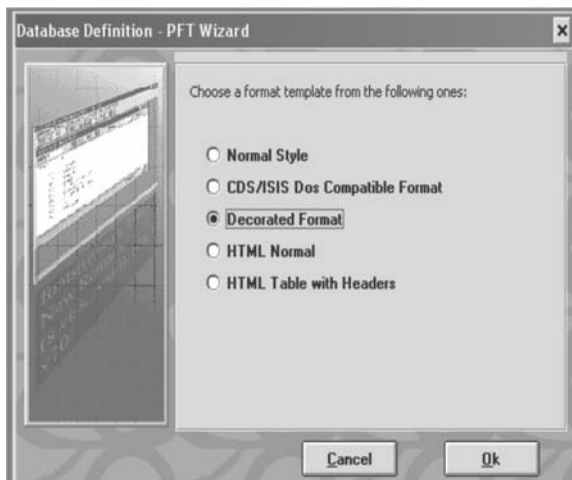 Database Definition - PFT Wizard
Choose a format template from the following ones:
Normal Style
CDS/ISIS Dos Compatible Format
Decorated Format
HTML Normal
HTML Table with Headers
Cancel
Ok